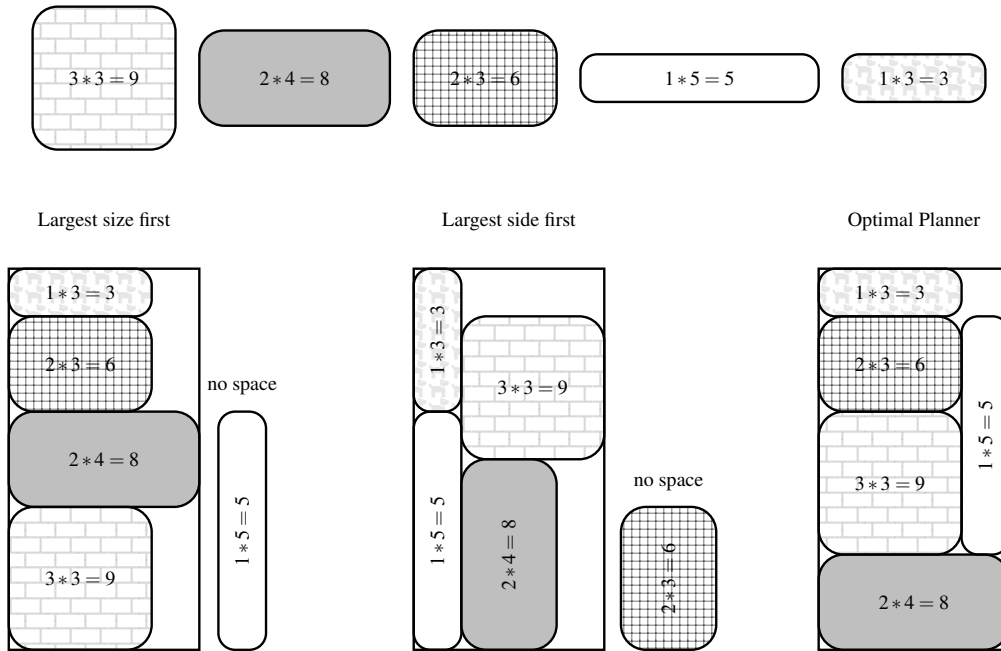 3 * 3 = 9
2 * 4 = 8
2 * 3 = 6
1 * 5 = 5
1 * 3 = 3
Largest size first
Largest side first
Optimal Planner
1 * 3 = 3
2 * 3 = 6
2 * 4 = 8
3 * 3 = 9
no space
1 * 5 = 5
1 * 3 = 3
3 * 3 = 9
1 * 5 = 5
2 * 4 = 8
no space
2 * 3 = 6
1 * 3 = 3
2 * 3 = 6
1 * 5 = 5
3 * 3 = 9
2 * 4 = 8